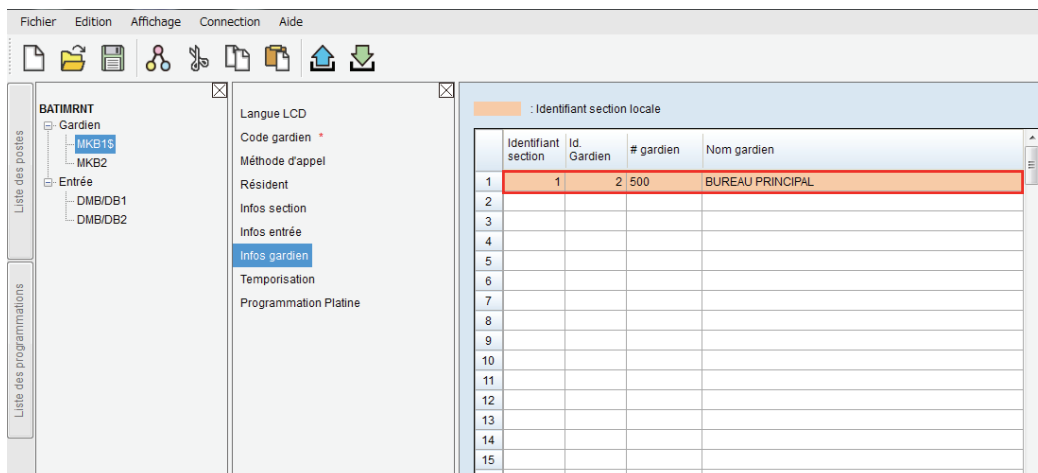 Fichier Edition Affichage Connection Aide
Liste des postes
Liste des programmations
BATIMRNT
Gardien
MKB1$
MKB2
Entrée
DMB/DB1
DMB/DB2
Langue LCD
Code gardien *
Méthode d'appel
Résident
Infos section
Infos entrée
Infos gardien
Temporisation
Programmation Platine
: Identifiant section locale
Identifiant section Id. Gardien # gardien Nom gardien
1 1 2 500 BUREAU PRINCIPAL
2
3
4
5
6
7
8
9
10
11
12
13
14
15